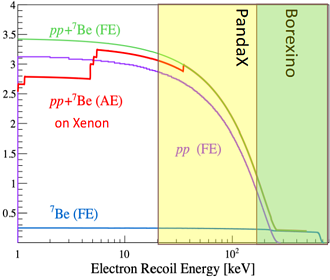 PandaX
Borexino
4
pp+⁷Be (FE)
3.5
3
2.5
pp+⁷Be (AE)
on Xenon
2
1.5
pp (FE)
1
0.5
⁷Be (FE)
1
10
10²
Electron Recoil Energy [keV]